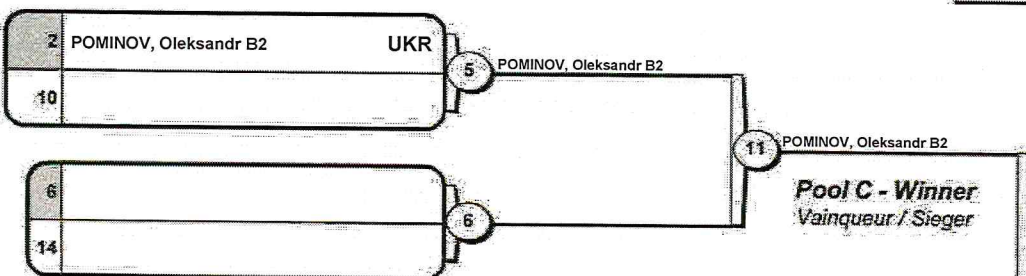 2 POMINOV, Oleksandr B2 UKR
10
5 POMINOV, Oleksandr B2
6
14
6
11 POMINOV, Oleksandr B2
Pool C - Winner
Vainqueur / Sieger